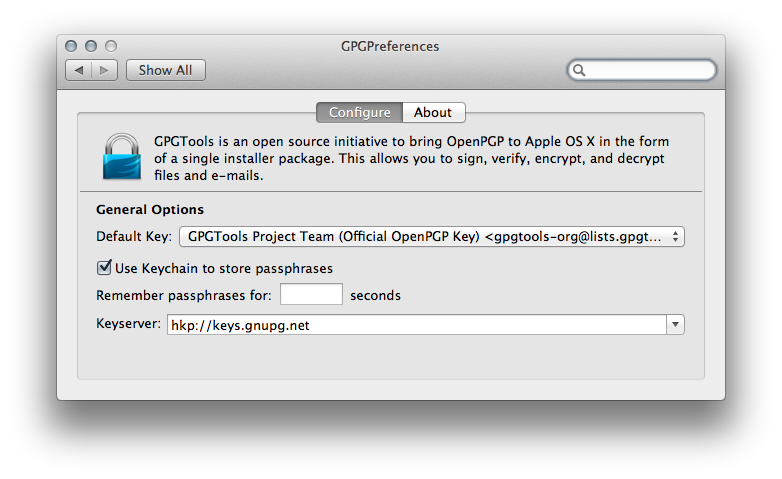 GPGPreferences
Show All
Configure About
GPGTools is an open source initiative to bring OpenPGP to Apple OS X in the form
of a single installer package. This allows you to sign, verify, encrypt, and decrypt
files and e-mails.
General Options
Default Key: GPGTools Project Team (Official OpenPGP Key) <gpgtools-org@lists.gpgt...
Use Keychain to store passphrases
Remember passphrases for: seconds
Keyserver: hkp://keys.gnupg.net